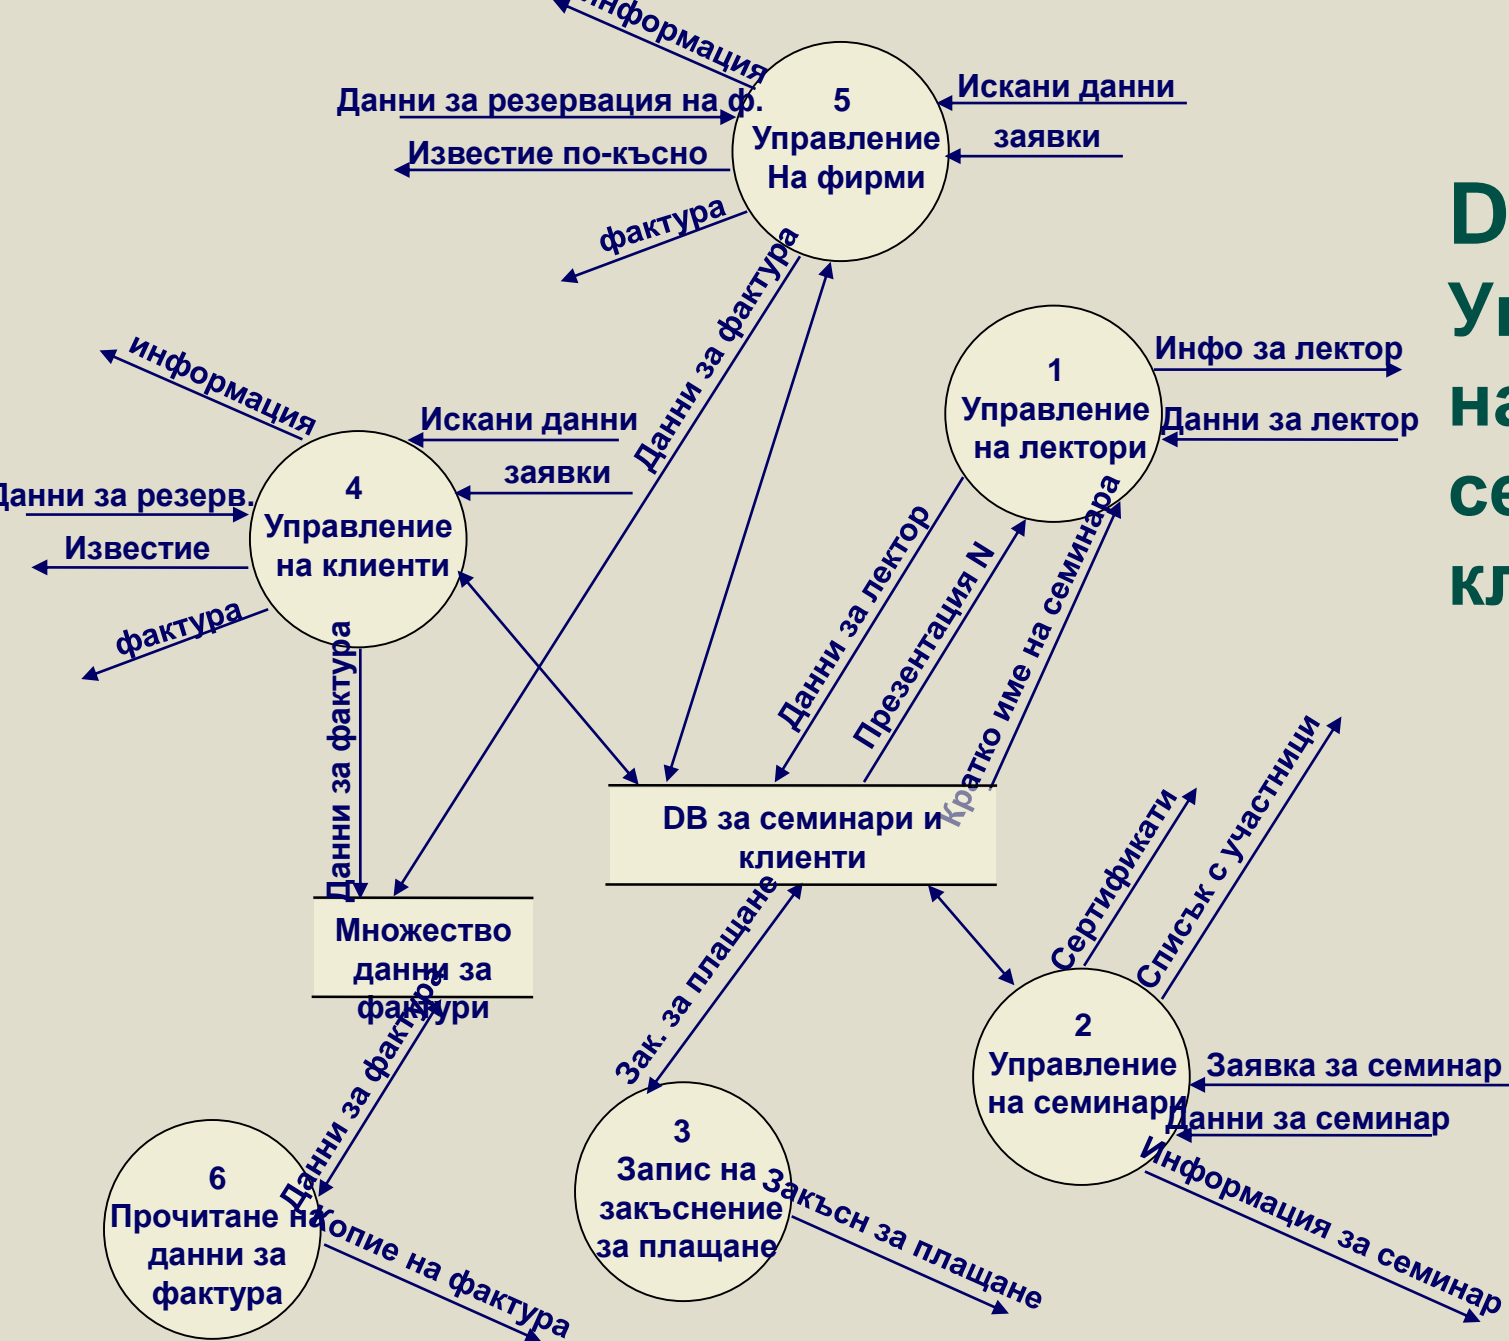 информация
Данни за резервация на ф.
Известие по-късно
фактура
5
Управление
На фирми
Искани данни
заявки
Данни за фактура
информация
Искани данни
заявки
Данни за резерв.
Известие
фактура
4
Управление
на клиенти
Данни за фактура
1
Управление
на лектори
Инфо за лектор
Данни за лектор
Данни за лектор
Презентация N
Кратко име на семинара
DB за семинари и
клиенти
Множество
данни за
фактури
Данни за фактура
Зак. за плащане
Сертификати
Списък с участници
2
Управление
на семинари
Заявка за семинар
Данни за семинар
Информация за семинар
3
Запис на
закъснение
за плащане
Закъсн за плащане
6
Прочитане на
данни за
фактура
Копие на фактура